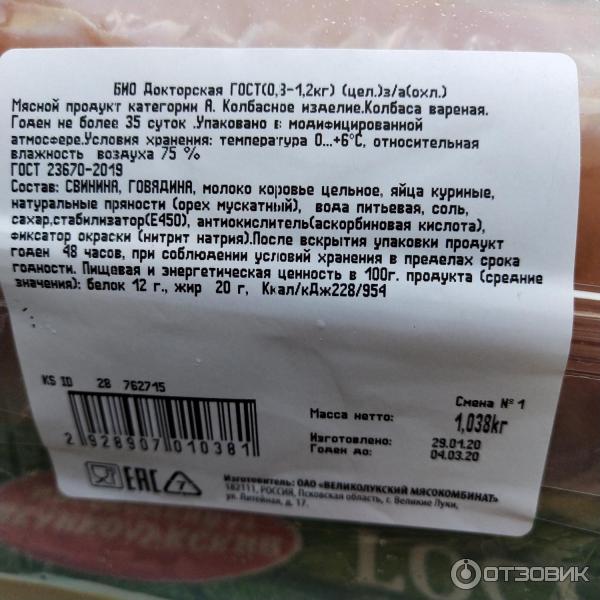 БИО Докторская ГОСТ(0,3-1,2кг) (цел.)з/а(охл.)
Мясной продукт категории А. Колбасное изделие.Колбаса вареная.
Годен не более 35 суток .Упаковано в модифицированной
атмосфере.Условия хранения: температура 0...+6°С, относительная
влажность воздуха 75 %
ГОСТ 23670-2019
Состав: СВИНИНА, ГОВЯДИНА, молоко коровье цельное, яйца куриные,
натуральные пряности (орех мускатный), вода питьевая, соль,
сахар,стабилизатор(Е450), антиокислитель(аскорбиновая кислота),
фиксатор окраски (нитрит натрия).После вскрытия упаковки продукт
годен 48 часов, при соблюдении условий хранения в пределах срока
годности. Пищевая и энергетическая ценность в 100г. продукта (средние
значения): белок 12 г., жир 20 г, Ккал/кДж228/954
KS ID 28 762715
Смена № 1
Масса нетто: 1,038кг
Изготовлено: 29.01.20
Годен до: 04.03.20
2 928907 010381
ЕАС 7
Изготовитель: ОАО «ВЕЛИКОЛУКСКИЙ МЯСОКОМБИНАТ»
182111, РОССИЯ, Псковская область, г. Великие Луки,
ул. Литейная, д. 17.
ОТЗОВИК